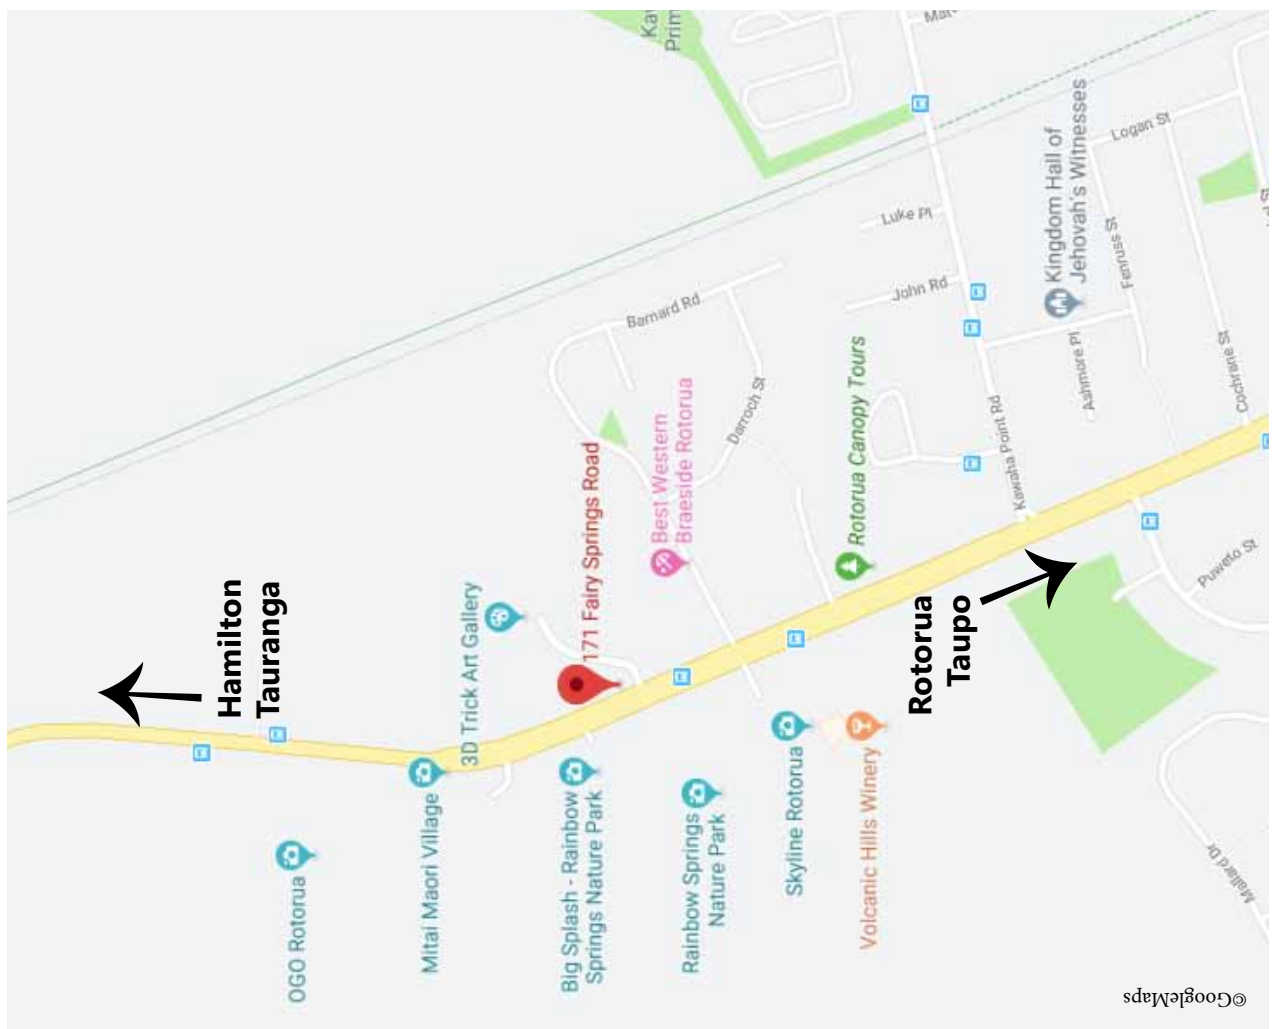 Kaw
Prim
Mar
Logan St
Kingdom Hall of
Jehovah's Witnesses
Luke Pl
Fenruss St
John Rd
Barnard Rd
Ashmore Pl
Cochrane St
Rotorua Canopy Tours
Darroch St
Kawaha Point Rd
Best Western
Braeside Rotorua
171 Fairy Springs Road
3D Trick Art Gallery
Hamilton
Tauranga
Rotorua
Taupo
Puweto St
Mitai Maori Village
OGO Rotorua
Big Splash - Rainbow
Springs Nature Park
Rainbow Springs
Nature Park
Skyline Rotorua
Volcanic Hills Winery
Mallard Dr
©GoogleMaps